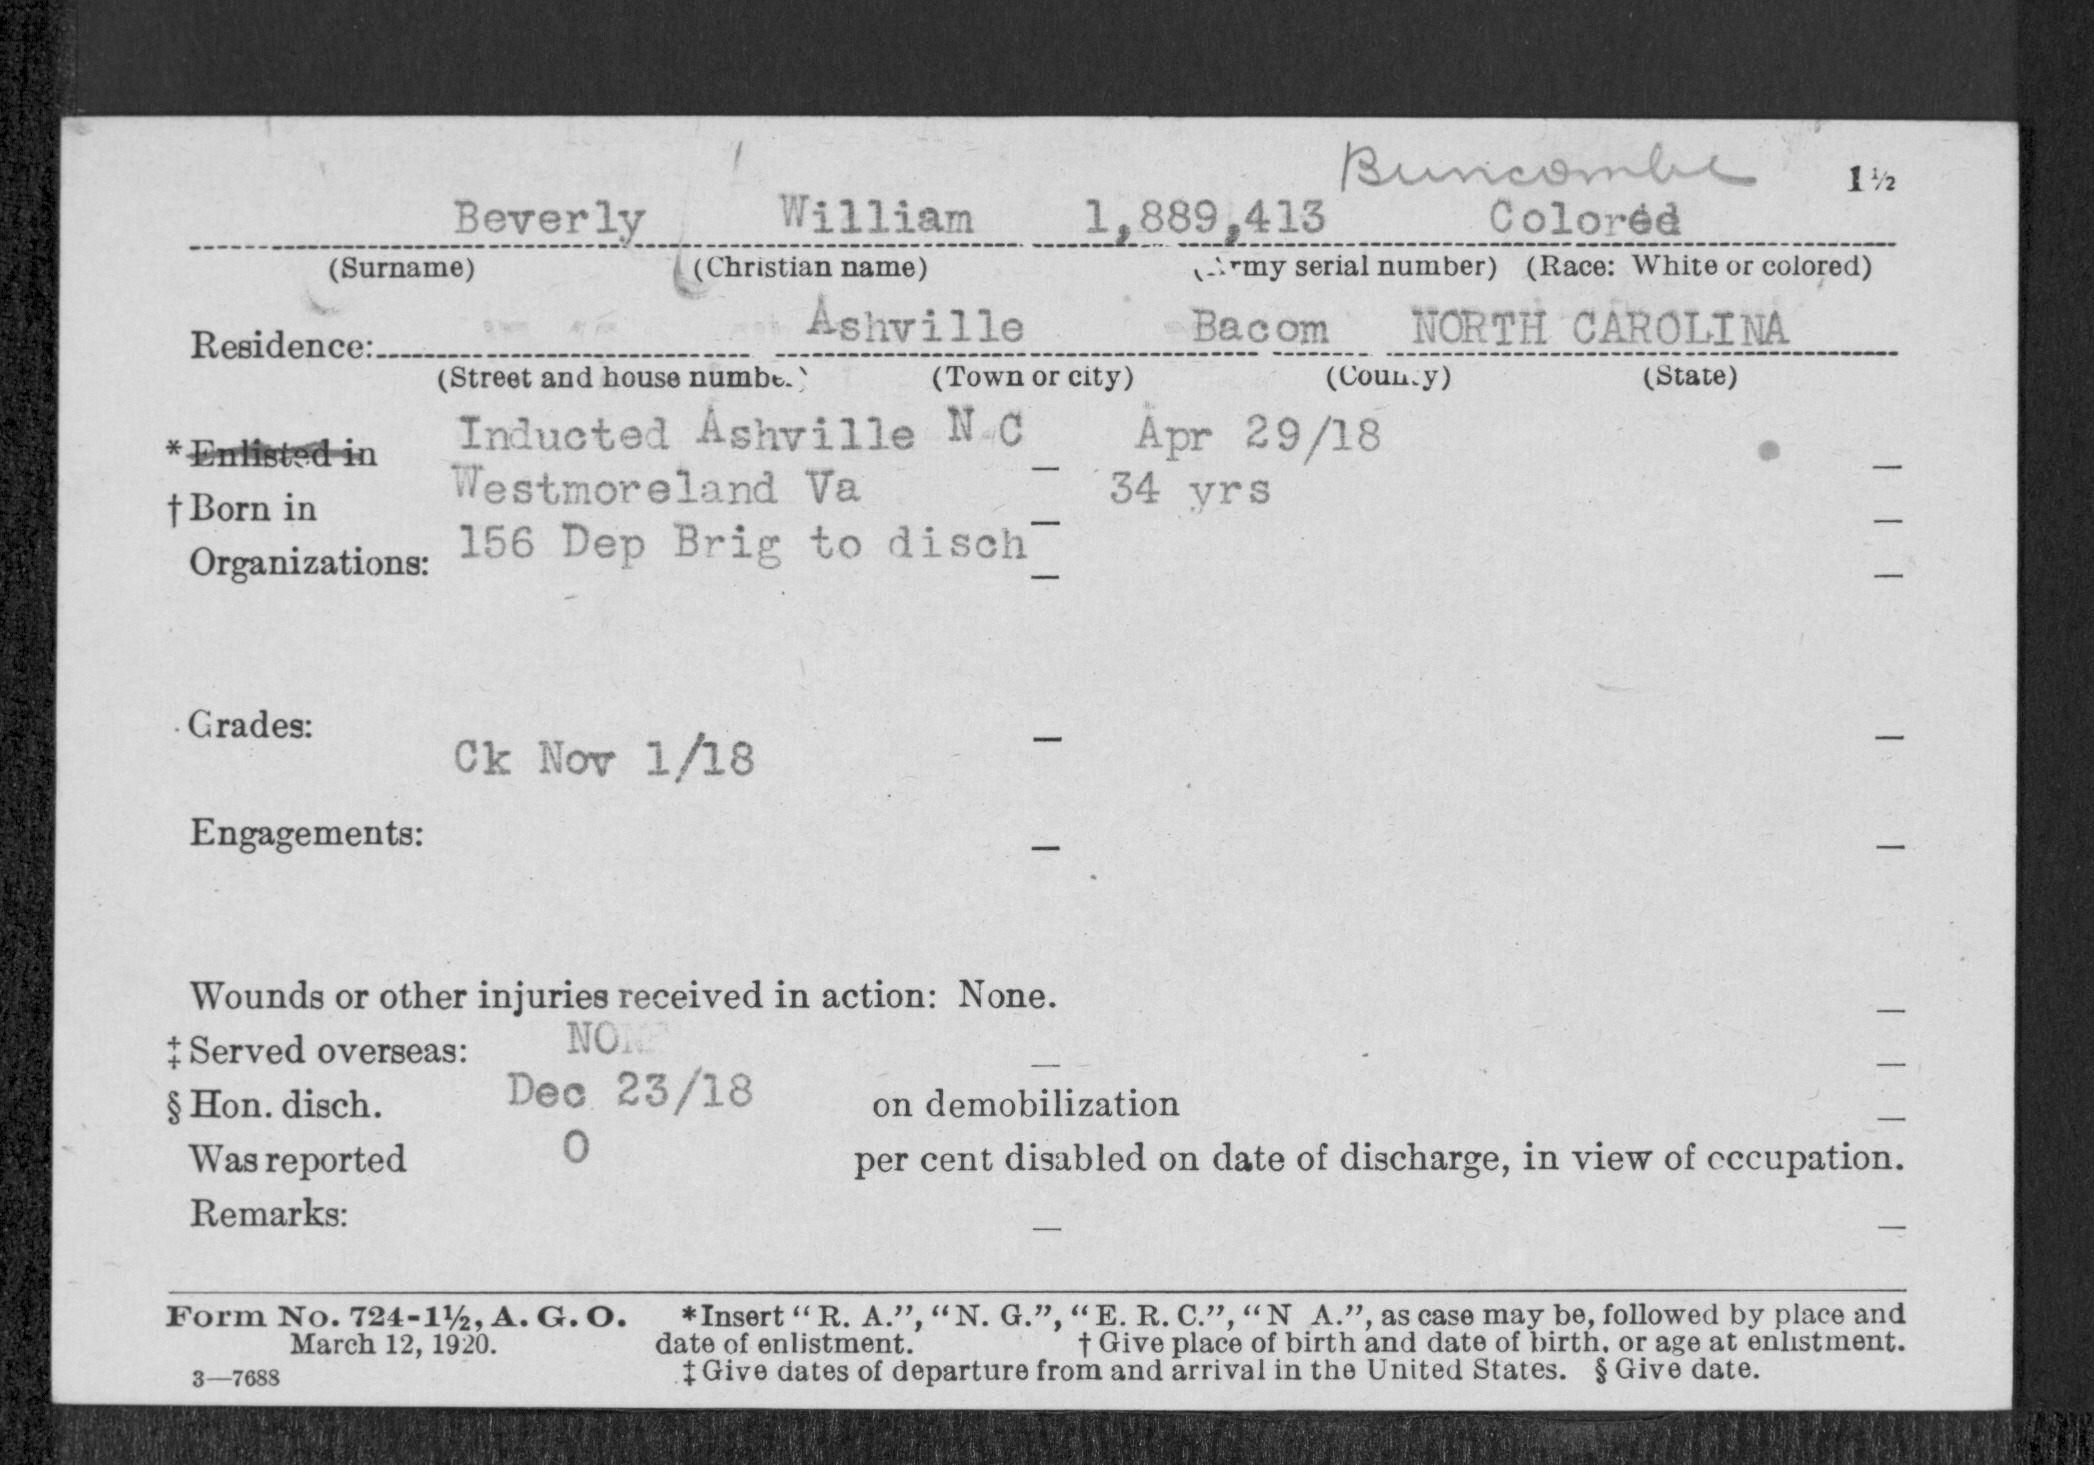 Buncombe 1½
Beverly William 1,889,413 Colored
(Surname) (Christian name) (Army serial number) (Race: White or colored)
Residence: Ashville Bacom NORTH CAROLINA
(Street and house number) (Town or city) (County) (State)
*Enlisted in Inducted Ashville N C Apr 29/18
†Born in Westmoreland Va 34 yrs
Organizations: 156 Dep Brig to disch
Grades:
Ck Nov 1/18
Engagements:
Wounds or other injuries received in action: None.
‡Served overseas: NO
§Hon. disch. Dec 23/18 on demobilization
Was reported 0 per cent disabled on date of discharge, in view of occupation.
Remarks:
Form No. 724-1½, A. G. O. *Insert "R. A.", "N. G.", "E. R. C.", "N A.", as case may be, followed by place and
March 12, 1920. date of enlistment. †Give place of birth and date of birth, or age at enlistment.
3—7688 ‡Give dates of departure from and arrival in the United States. §Give date.